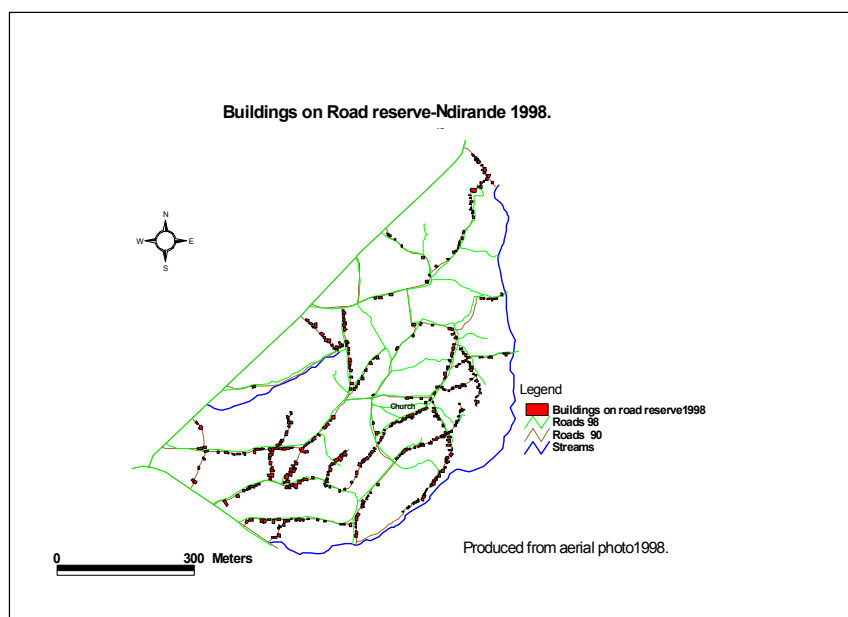 Buildings on Road reserve-Ndirande 1998.
N
W E
S
Church
Legend
Buildings on road reserve1998
Roads 98
Roads 90
Streams
0 300 Meters
Produced from aerial photo1998.